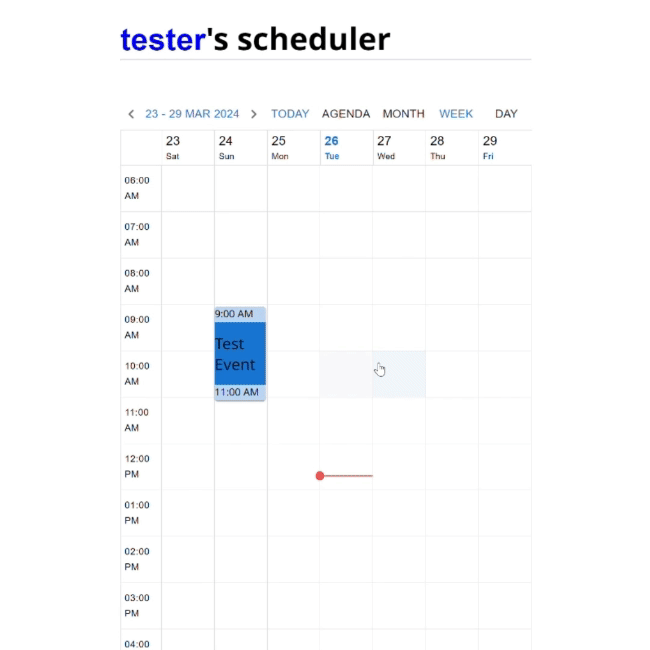 tester's scheduler
23 - 29 MAR 2024 TODAY AGENDA MONTH WEEK DAY
23 24 25 26 27 28 29
Sat Sun Mon Tue Wed Thu Fri
06:00
AM
07:00
AM
08:00
AM
9:00 AM
09:00
AM
Test
Event
10:00
AM
11:00 AM
11:00
AM
12:00
PM
01:00
PM
02:00
PM
03:00
PM
04:00